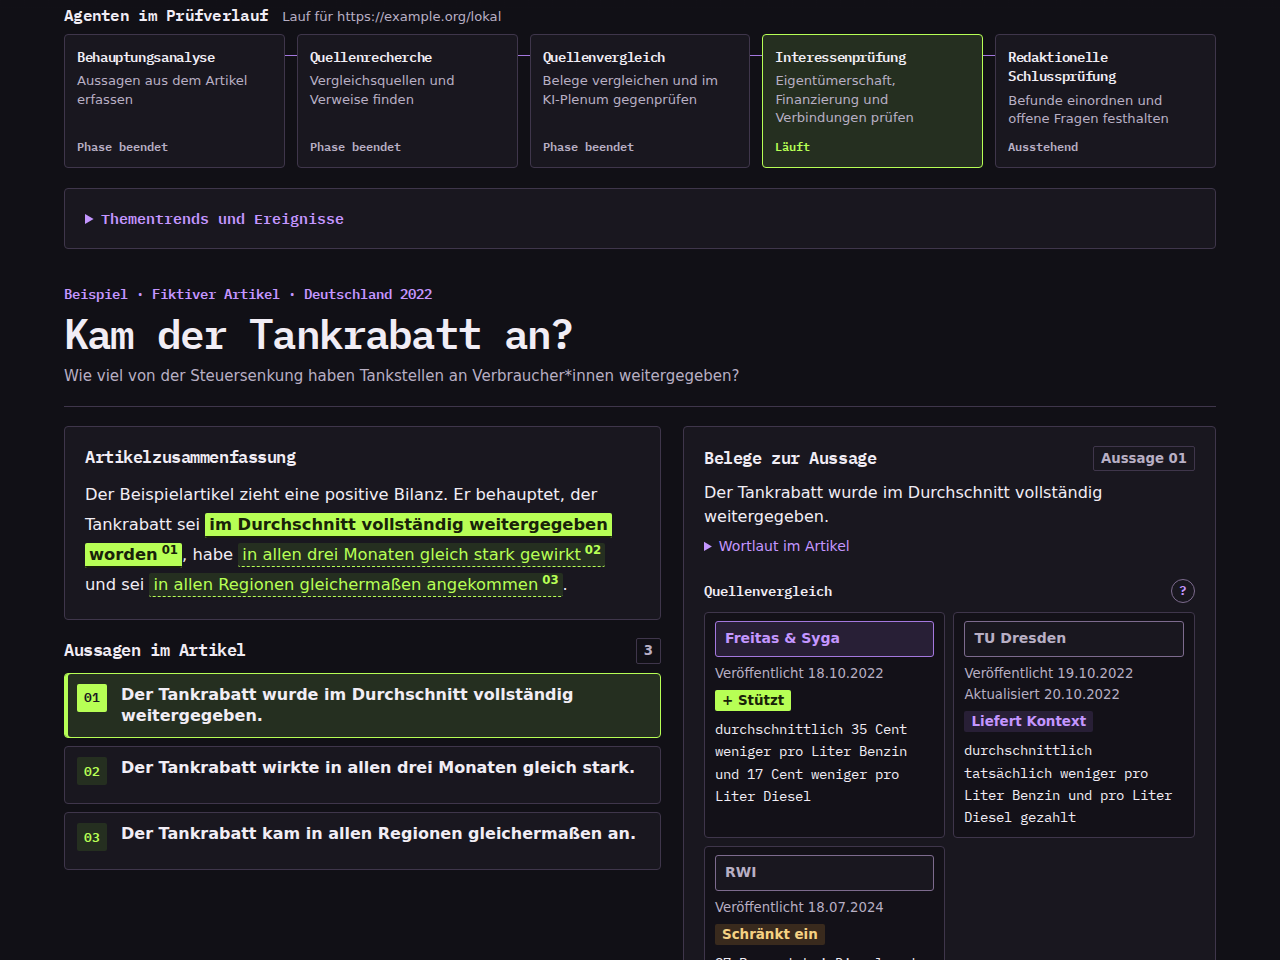 Agenten im Prüfverlauf Lauf für https://example.org/lokal
Behauptungsanalyse
Aussagen aus dem Artikel
erfassen
Phase beendet
Quellenrecherche
Vergleichsquellen und
Verweise finden
Phase beendet
Quellenvergleich
Belege vergleichen und im
KI-Plenum gegenprüfen
Phase beendet
Interessenprüfung
Eigentümerschaft,
Finanzierung und
Verbindungen prüfen
Läuft
Redaktionelle
Schlussprüfung
Befunde einordnen und
offene Fragen festhalten
Ausstehend
Thementrends und Ereignisse
Beispiel · Fiktiver Artikel · Deutschland 2022
Kam der Tankrabatt an?
Wie viel von der Steuersenkung haben Tankstellen an Verbraucher*innen weitergegeben?
Artikelzusammenfassung
Der Beispielartikel zieht eine positive Bilanz. Er behauptet, der
Tankrabatt sei im Durchschnitt vollständig weitergegeben
worden 01, habe in allen drei Monaten gleich stark gewirkt 02
und sei in allen Regionen gleichermaßen angekommen 03.
Aussagen im Artikel 3
01 Der Tankrabatt wurde im Durchschnitt vollständig
weitergegeben.
02 Der Tankrabatt wirkte in allen drei Monaten gleich stark.
03 Der Tankrabatt kam in allen Regionen gleichermaßen an.
Belege zur Aussage Aussage 01
Der Tankrabatt wurde im Durchschnitt vollständig
weitergegeben.
Wortlaut im Artikel
Quellenvergleich ?
Freitas & Syga
Veröffentlicht 18.10.2022
+ Stützt
durchschnittlich 35 Cent
weniger pro Liter Benzin
und 17 Cent weniger pro
Liter Diesel
TU Dresden
Veröffentlicht 19.10.2022
Aktualisiert 20.10.2022
Liefert Kontext
durchschnittlich
tatsächlich weniger pro
Liter Benzin und pro Liter
Diesel gezahlt
RWI
Veröffentlicht 18.07.2024
Schränkt ein